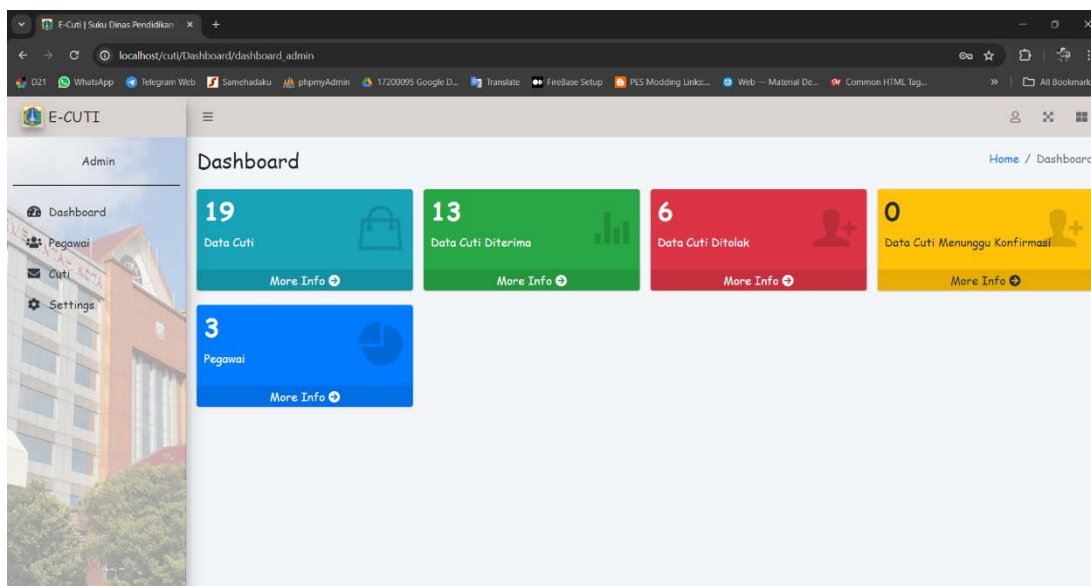 E-Cuti | Suku Dinas Pendidikan
localhost/cuti/Dashboard/dashboard_admin
D21 WhatsApp Telegram Web Samehadaku phpmyAdmin 17200095 Google D... Translate FireBase Setup PES Modding Links:... Web — Material De... Common HTML Tag... » All Bookmarks
E-CUTI
Admin
Dashboard
Pegawai
Cuti
Settings
Dashboard
Home / Dashboard
19
Data Cuti
More Info
13
Data Cuti Diterima
More Info
6
Data Cuti Ditolak
More Info
0
Data Cuti Menunggu Konfirmasi
More Info
3
Pegawai
More Info